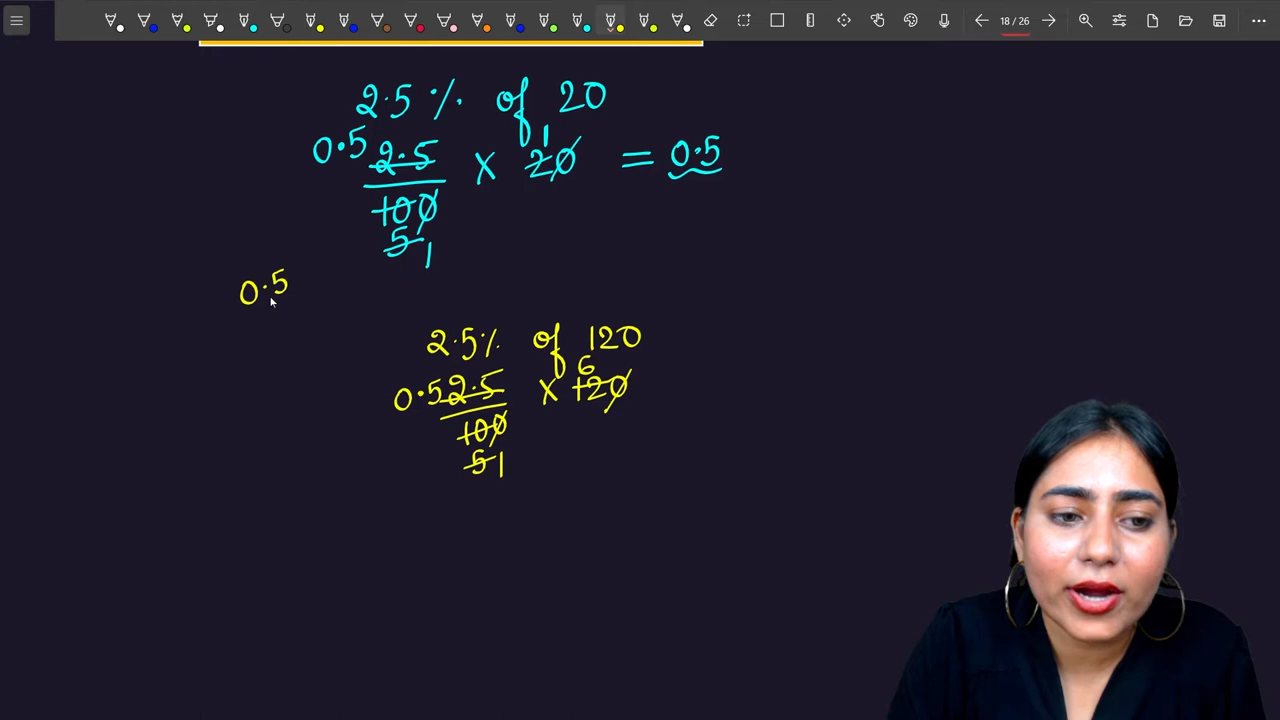 18 / 26
2.5 % of 20
0.5 2.5 / 100 × 20 = 0.5
1
5 1
0.5
2.5% of 120
6
0.5 2.5 / 100 × 120
5 1